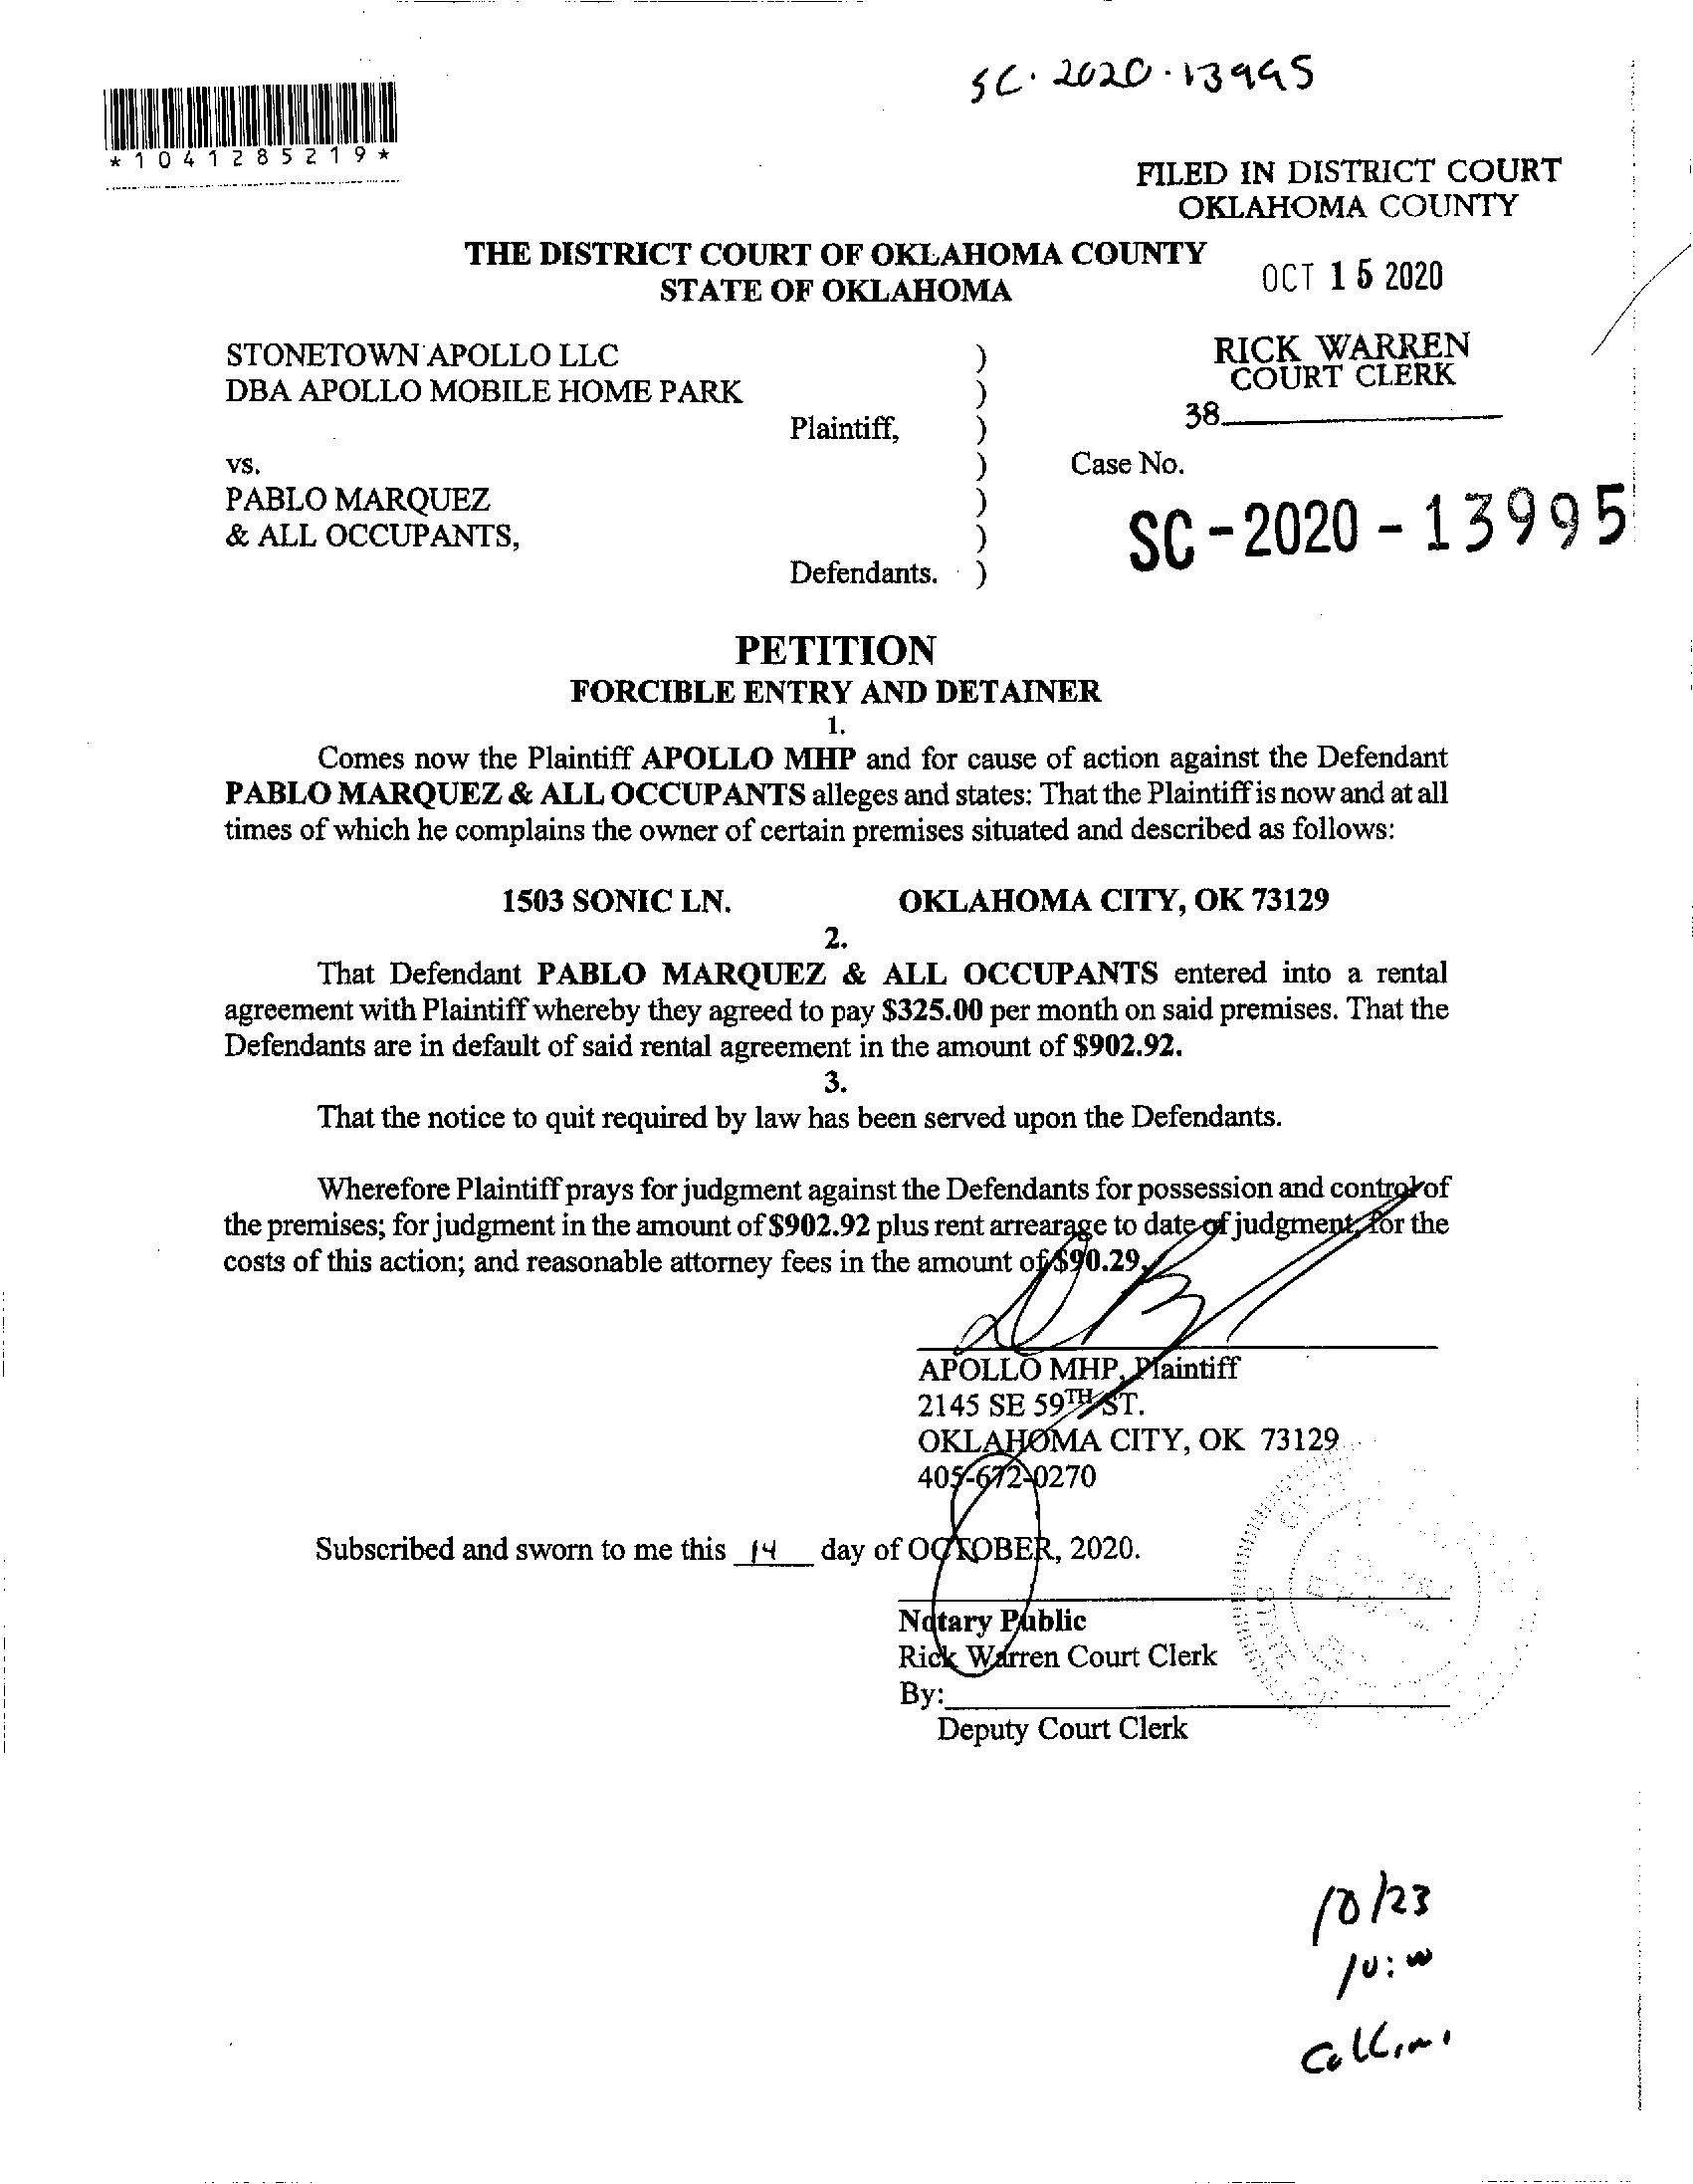 SC-2020-13995
*1041285219*
FILED IN DISTRICT COURT
OKLAHOMA COUNTY
THE DISTRICT COURT OF OKLAHOMA COUNTY
STATE OF OKLAHOMA
OCT 15 2020
STONETOWN APOLLO LLC )
DBA APOLLO MOBILE HOME PARK )
Plaintiff, )
RICK WARREN
COURT CLERK
38
vs. )
Case No.
PABLO MARQUEZ )
& ALL OCCUPANTS, )
Defendants. )
SC-2020-13995
PETITION
FORCIBLE ENTRY AND DETAINER
1.
Comes now the Plaintiff APOLLO MHP and for cause of action against the Defendant
PABLO MARQUEZ & ALL OCCUPANTS alleges and states: That the Plaintiff is now and at all
times of which he complains the owner of certain premises situated and described as follows:
1503 SONIC LN. OKLAHOMA CITY, OK 73129
2.
That Defendant PABLO MARQUEZ & ALL OCCUPANTS entered into a rental
agreement with Plaintiff whereby they agreed to pay $325.00 per month on said premises. That the
Defendants are in default of said rental agreement in the amount of $902.92.
3.
That the notice to quit required by law has been served upon the Defendants.
Wherefore Plaintiff prays for judgment against the Defendants for possession and control of
the premises; for judgment in the amount of $902.92 plus rent arrearage to date of judgment; for the
costs of this action; and reasonable attorney fees in the amount of $90.29.
APOLLO MHP, Plaintiff
2145 SE 59TH ST.
OKLAHOMA CITY, OK 73129
405-672-0270
Subscribed and sworn to me this 14 day of OCTOBER, 2020.
Notary Public
Rick Warren Court Clerk
By:
Deputy Court Clerk
10/23
10:00
Collins